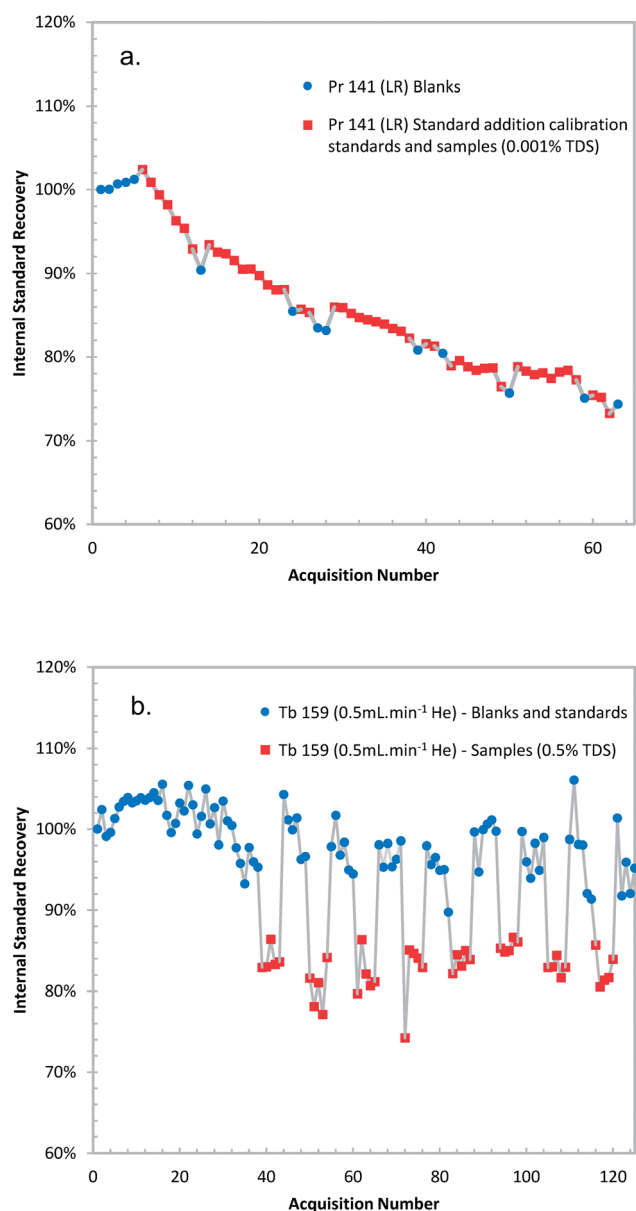 120%
a.
Pr 141 (LR) Blanks
110%
Pr 141 (LR) Standard addition calibration
standards and samples (0.001% TDS)
100%
90%
80%
70%
60%
Internal Standard Recovery
0 20 40 60
Acquisition Number
120%
b.
Tb 159 (0.5mL.min⁻¹ He) - Blanks and standards
110%
Tb 159 (0.5mL.min⁻¹ He) - Samples (0.5% TDS)
100%
90%
80%
70%
60%
Internal Standard Recovery
0 20 40 60 80 100 120
Acquisition Number